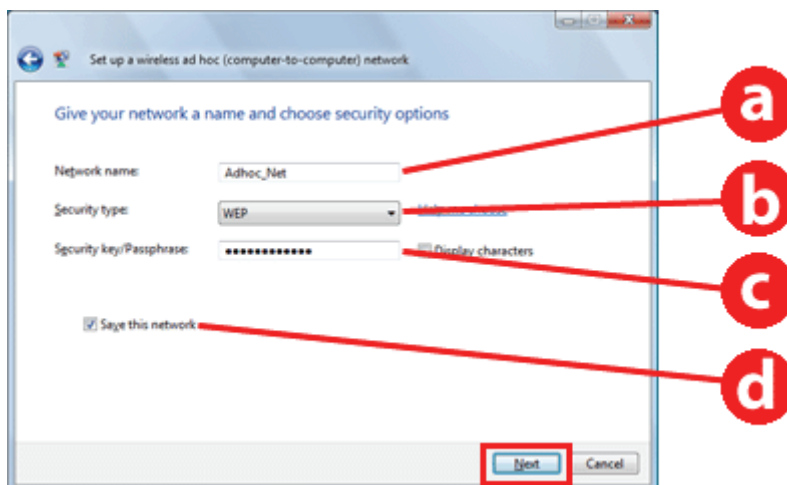 Set up a wireless ad hoc (computer-to-computer) network
Give your network a name and choose security options
a
Network name: Adhoc_Net
Security type: WEP
b
Security key/Passphrase: •••••••••••• Display characters
c
Save this network
d
Next Cancel